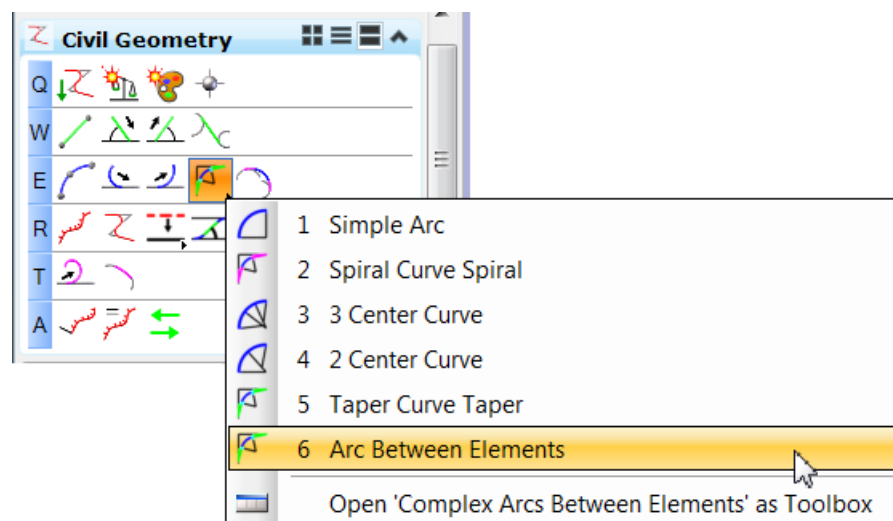 Civil Geometry
Q
W
E
R
T
A
1 Simple Arc
2 Spiral Curve Spiral
3 3 Center Curve
4 2 Center Curve
5 Taper Curve Taper
6 Arc Between Elements
Open 'Complex Arcs Between Elements' as Toolbox